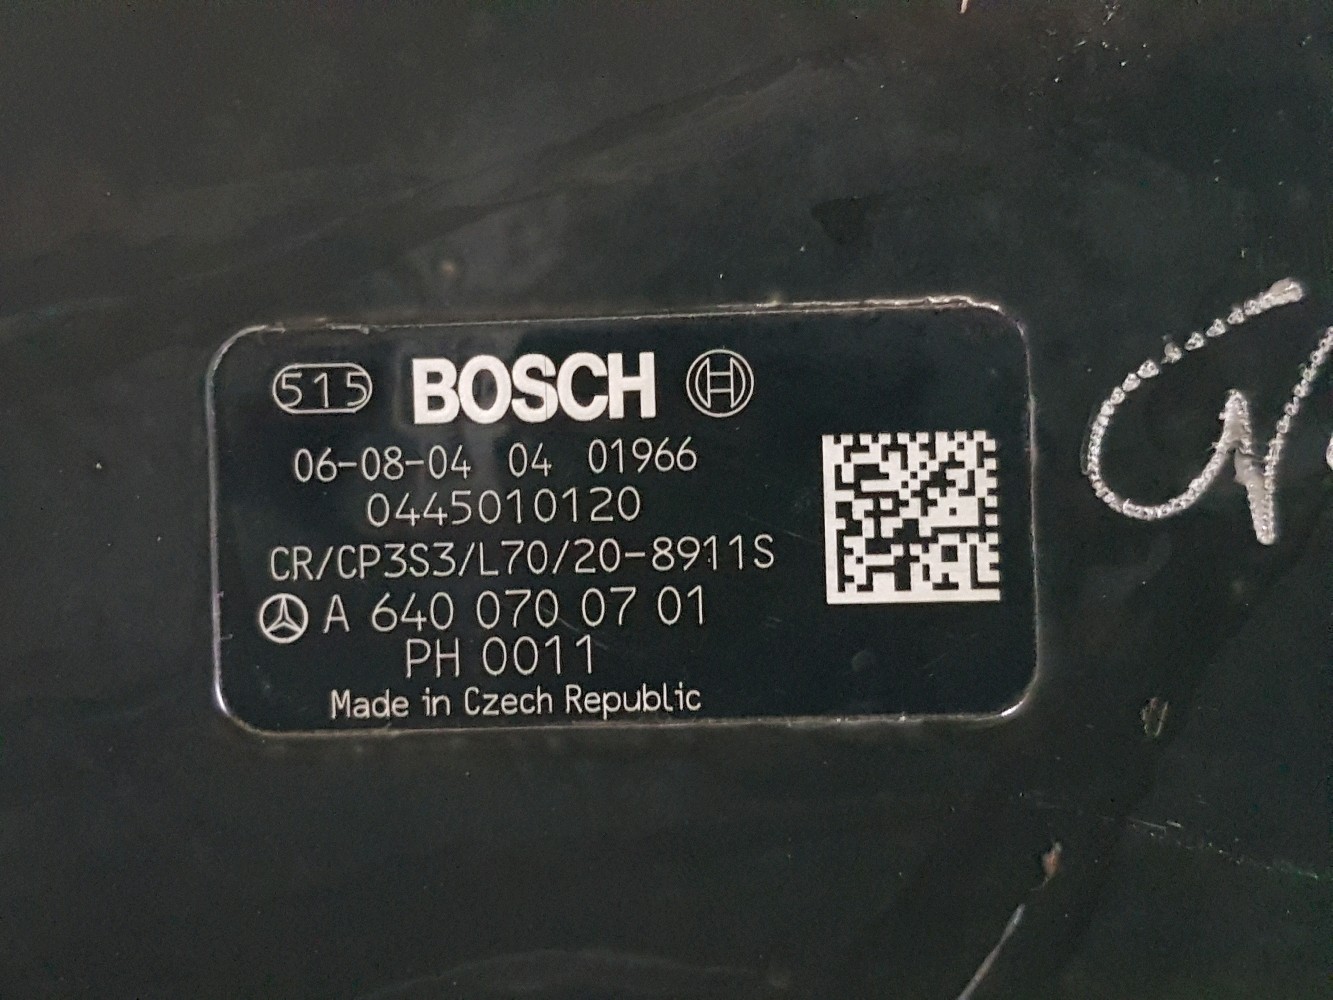 515 BOSCH
06-08-04 04 01966
0445010120
CR/CP3S3/L70/20-8911S
A 640 070 07 01
PH 0011
Made in Czech Republic